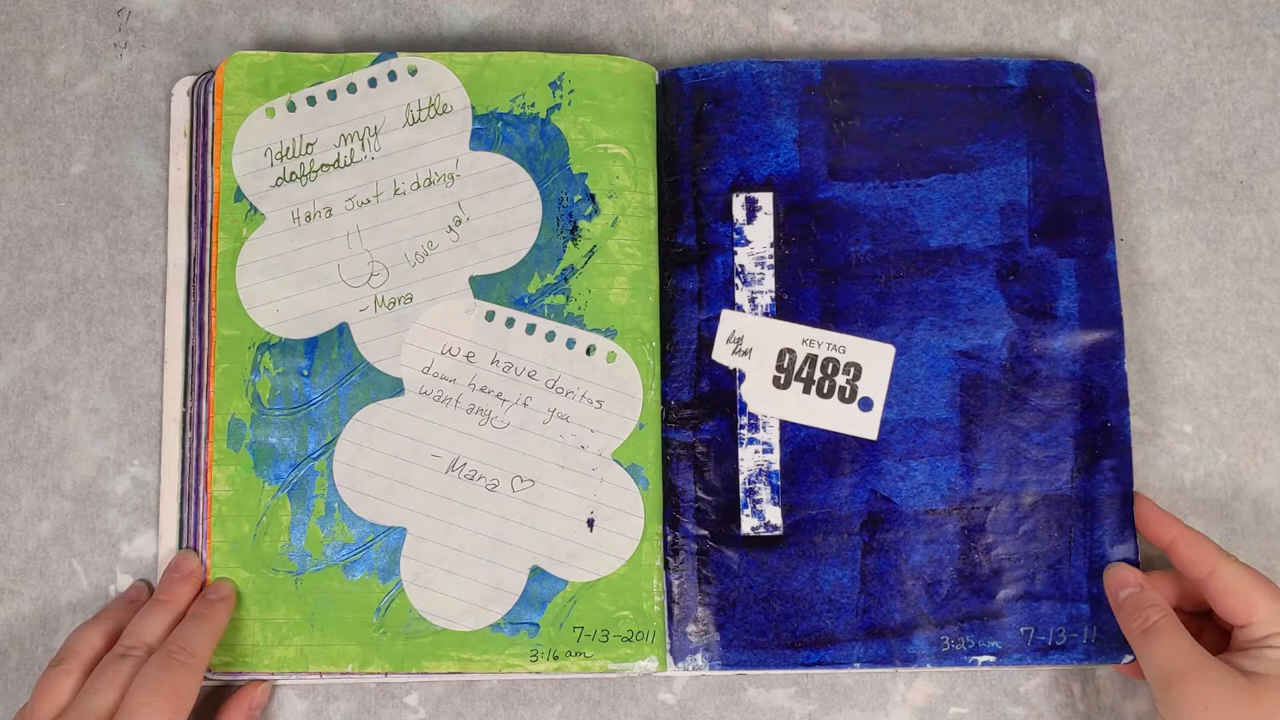 Hello my little
daffodil!!
Haha Just kidding!
Love ya!
-Mara
we have doritos
down here, if you
want any
-Mara ♡
7-13-2011
3:16 am
KEY TAG
9483.
3:25 am 7-13-11